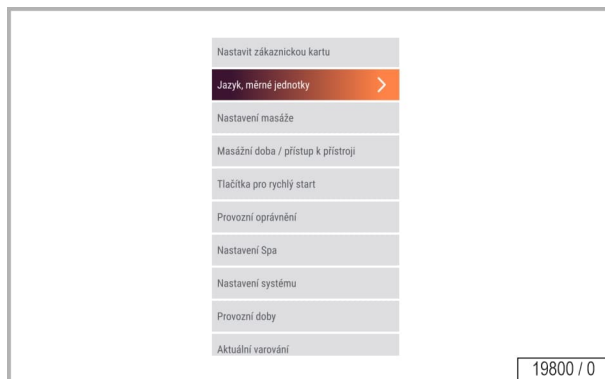 Nastavit zákaznickou kartu
Jazyk, měrné jednotky
Nastavení masáže
Masážní doba / přístup k přístroji
Tlačítka pro rychlý start
Provozní oprávnění
Nastavení Spa
Nastavení systému
Provozní doby
Aktuální varování
19800 / 0